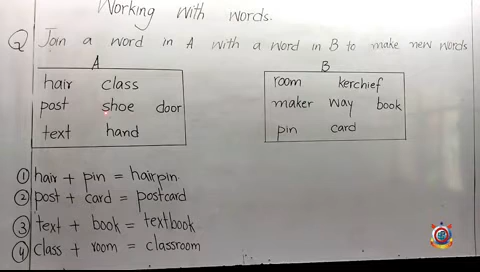 Working with words.
Q Join a word in A with a word in B to make new words
A B
hair class
post shoe door
text hand
room kerchief
maker way book
pin card
① hair + pin = hairpin.
② post + card = postcard
③ text + book = textbook
④ class + room = classroom